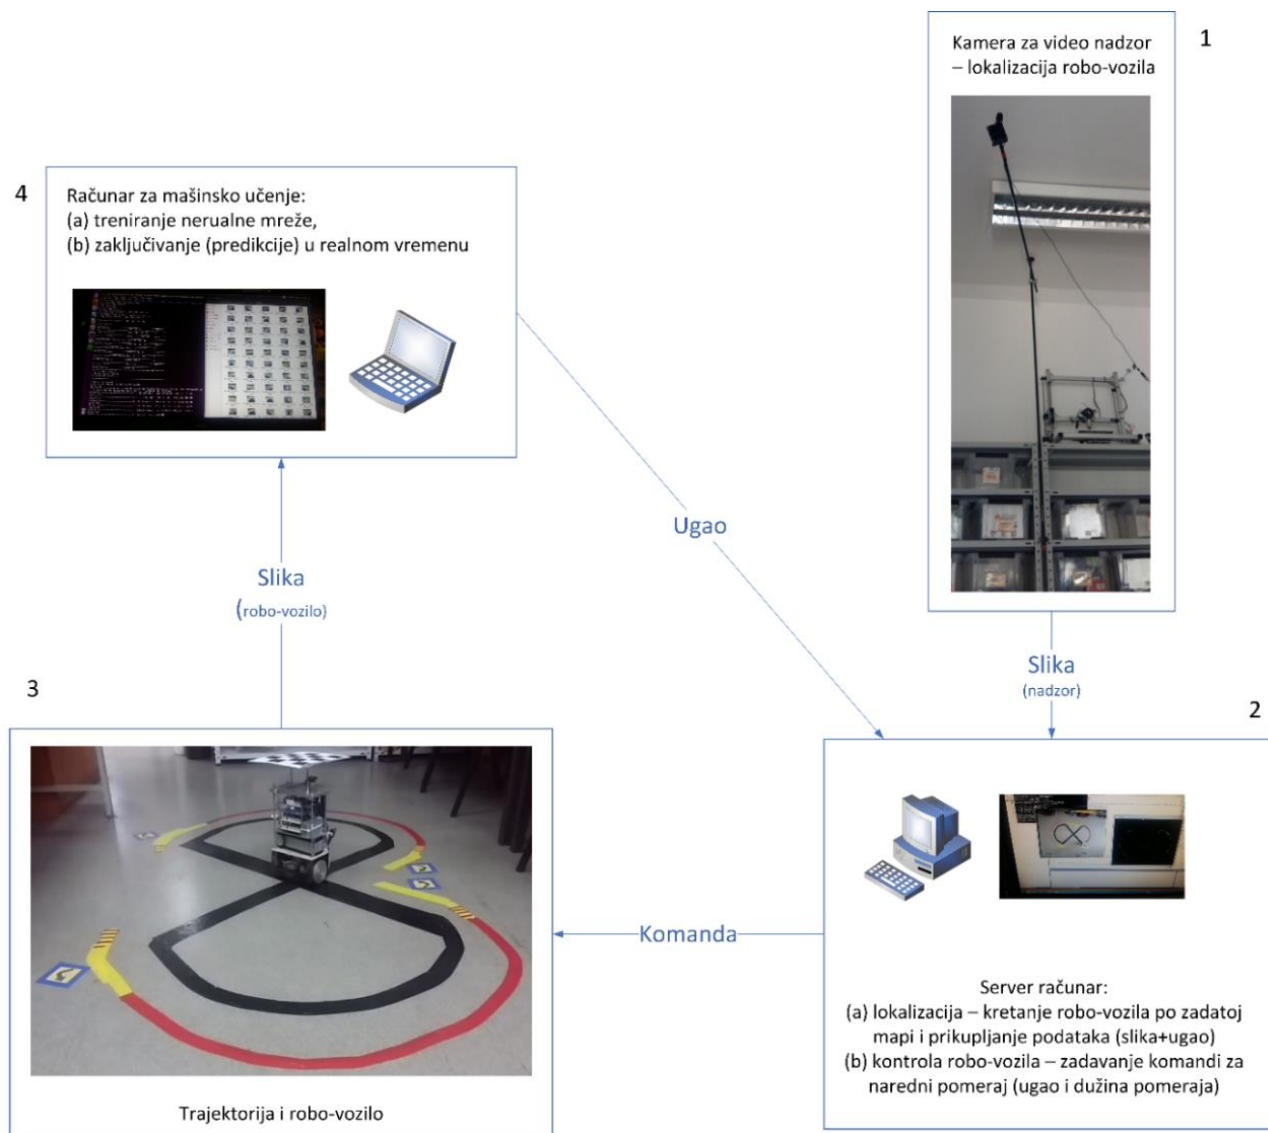 1
Kamera za video nadzor
– lokalizacija robo-vozila
4
Računar za mašinsko učenje:
(a) treniranje nerualne mreže,
(b) zaključivanje (predikcije) u realnom vremenu
Ugao
Slika
(robo-vozilo)
Slika
(nadzor)
3
2
Komanda
Trajektorija i robo-vozilo
Server računar:
(a) lokalizacija – kretanje robo-vozila po zadatoj
mapi i prikupljanje podataka (slika+ugao)
(b) kontrola robo-vozila – zadavanje komandi za
naredni pomeraj (ugao i dužina pomeraja)